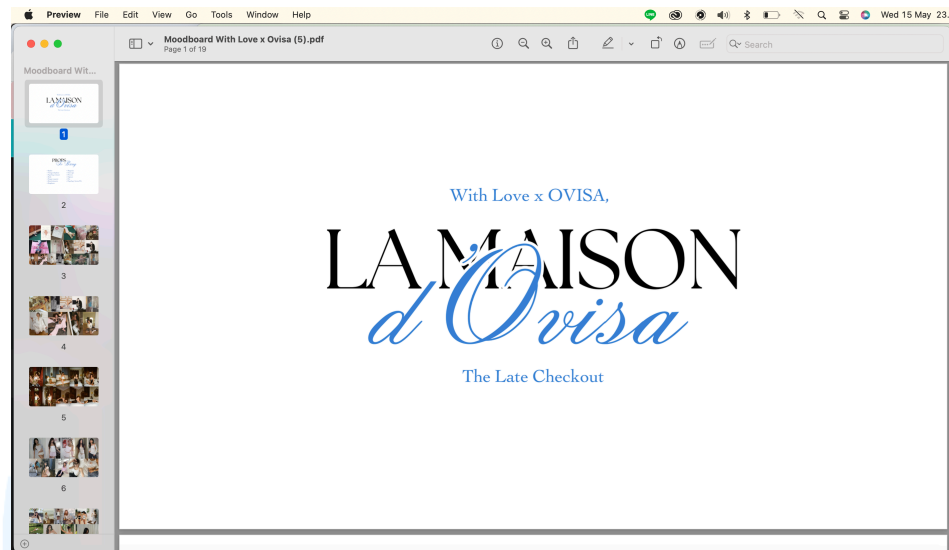 Preview File Edit View Go Tools Window Help
Wed 15 May 23.
Moodboard With Love x Ovisa (5).pdf
Page 1 of 19
Search
Moodboard Wit...
LA MAISON
d'Ovisa
1
PROPS
2
3
4
5
6
With Love x OVISA,
LA MAISON
d'Ovisa
The Late Checkout